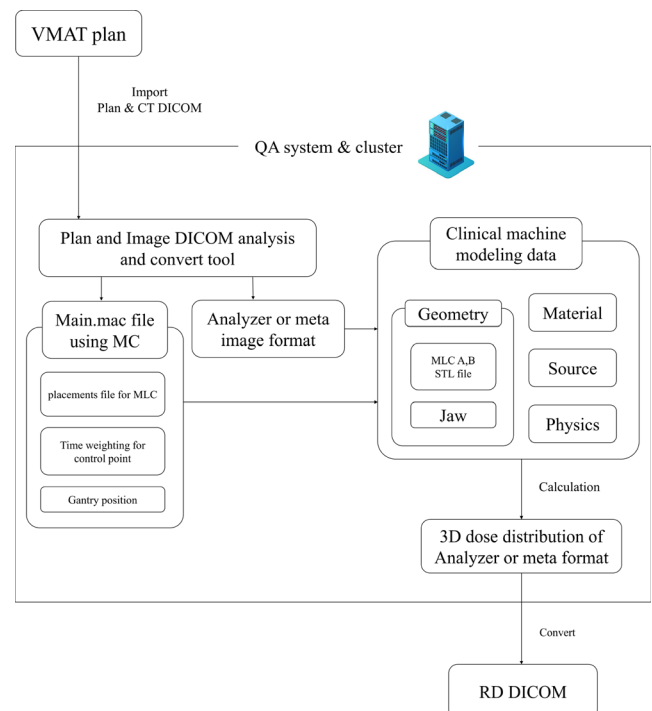 VMAT plan
Import
Plan & CT DICOM
QA system & cluster
Plan and Image DICOM analysis
and convert tool
Main.mac file
using MC
placements file for MLC
Time weighting for
control point
Gantry position
Analyzer or meta
image format
Clinical machine
modeling data
Geometry
MLC A,B
STL file
Jaw
Material
Source
Physics
Calculation
3D dose distribution of
Analyzer or meta format
Convert
RD DICOM